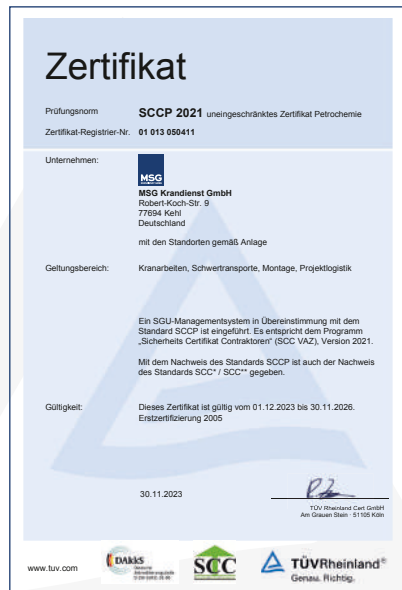 Zertifikat
Prüfungsnorm SCCP 2021 uneingeschränktes Zertifikat Petrochemie
Zertifikat-Registrier-Nr. 01 013 050411
Unternehmen:
MSG
MSG Krandienst GmbH
Robert-Koch-Str. 9
77694 Kehl
Deutschland
mit den Standorten gemäß Anlage
Geltungsbereich: Kranarbeiten, Schwertransporte, Montage, Projektlogistik
Ein SGU-Managementsystem in Übereinstimmung mit dem
Standard SCCP ist eingeführt. Es entspricht dem Programm
„Sicherheits Certifikat Contraktoren“ (SCC VAZ), Version 2021.
Mit dem Nachweis des Standards SCCP ist auch der Nachweis
des Standards SCC* / SCC** gegeben.
Gültigkeit: Dieses Zertifikat ist gültig vom 01.12.2023 bis 30.11.2026.
Erstzertifizierung 2005
30.11.2023
TÜV Rheinland Cert GmbH
Am Grauen Stein · 51105 Köln
www.tuv.com
DAkkS
Deutsche
Akkreditierungsstelle
SCC
TÜVRheinland®
Genau. Richtig.